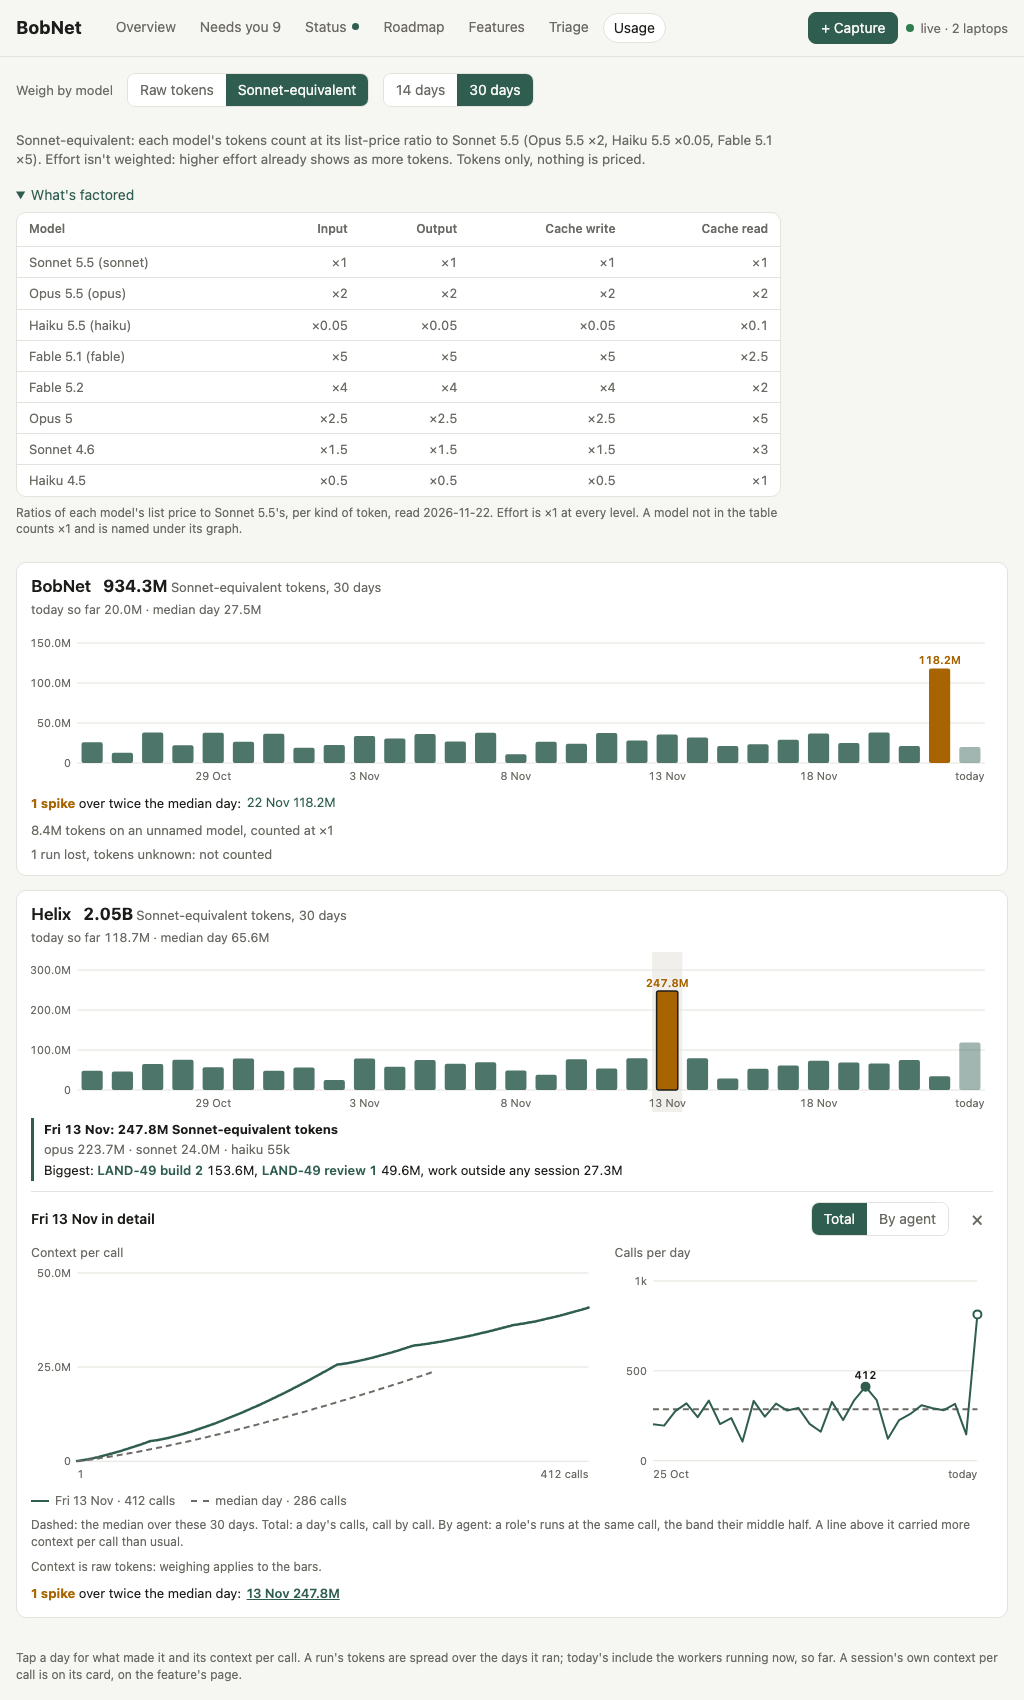 BobNet
Overview
Needs you 9
Status
Roadmap
Features
Triage
Usage
+ Capture
live · 2 laptops
Weigh by model
Raw tokens
Sonnet-equivalent
14 days
30 days
Sonnet-equivalent: each model's tokens count at its list-price ratio to Sonnet 5.5 (Opus 5.5 ×2, Haiku 5.5 ×0.05, Fable 5.1
×5). Effort isn't weighted: higher effort already shows as more tokens. Tokens only, nothing is priced.
▼ What's factored
Model Input Output Cache write Cache read
Sonnet 5.5 (sonnet) ×1 ×1 ×1 ×1
Opus 5.5 (opus) ×2 ×2 ×2 ×2
Haiku 5.5 (haiku) ×0.05 ×0.05 ×0.05 ×0.1
Fable 5.1 (fable) ×5 ×5 ×5 ×2.5
Fable 5.2 ×4 ×4 ×4 ×2
Opus 5 ×2.5 ×2.5 ×2.5 ×5
Sonnet 4.6 ×1.5 ×1.5 ×1.5 ×3
Haiku 4.5 ×0.5 ×0.5 ×0.5 ×1
Ratios of each model's list price to Sonnet 5.5's, per kind of token, read 2026-11-22. Effort is ×1 at every level. A model not in the table
counts ×1 and is named under its graph.
BobNet 934.3M Sonnet-equivalent tokens, 30 days
today so far 20.0M · median day 27.5M
150.0M
118.2M
100.0M
50.0M
0
29 Oct 3 Nov 8 Nov 13 Nov 18 Nov today
1 spike over twice the median day: 22 Nov 118.2M
8.4M tokens on an unnamed model, counted at ×1
1 run lost, tokens unknown: not counted
Helix 2.05B Sonnet-equivalent tokens, 30 days
today so far 118.7M · median day 65.6M
300.0M
247.8M
200.0M
100.0M
0
29 Oct 3 Nov 8 Nov 13 Nov 18 Nov today
Fri 13 Nov: 247.8M Sonnet-equivalent tokens
opus 223.7M · sonnet 24.0M · haiku 55k
Biggest: LAND-49 build 2 153.6M, LAND-49 review 1 49.6M, work outside any session 27.3M
Fri 13 Nov in detail
Total
By agent
×
Context per call
50.0M
25.0M
0
1 412 calls
Calls per day
1k
500
412
0
25 Oct today
Fri 13 Nov · 412 calls
median day · 286 calls
Dashed: the median over these 30 days. Total: a day's calls, call by call. By agent: a role's runs at the same call, the band their middle half. A line above it carried more
context per call than usual.
Context is raw tokens: weighing applies to the bars.
1 spike over twice the median day: 13 Nov 247.8M
Tap a day for what made it and its context per call. A run's tokens are spread over the days it ran; today's include the workers running now, so far. A session's own context per
call is on its card, on the feature's page.